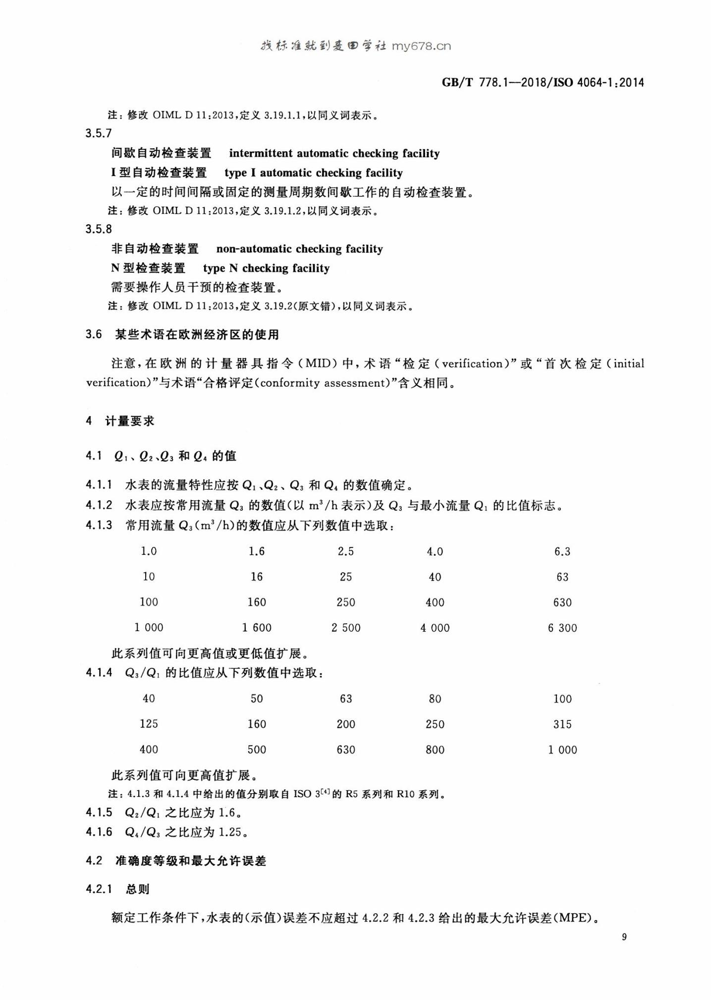 找标准就到麦田学社 my678.cn
GB/T 778.1—2018/ISO 4064-1:2014
注：修改 OIML D 11:2013,定义 3.19.1.1,以同义词表示。
3.5.7
间歇自动检查装置 intermittent automatic checking facility
I 型自动检查装置 type I automatic checking facility
以一定的时间间隔或固定的测量周期数间歇工作的自动检查装置。
注：修改 OIML D 11:2013,定义 3.19.1.2,以同义词表示。
3.5.8
非自动检查装置 non-automatic checking facility
N 型检查装置 type N checking facility
需要操作人员干预的检查装置。
注：修改 OIML D 11:2013,定义 3.19.2(原文错),以同义词表示。
3.6 某些术语在欧洲经济区的使用
注意,在欧洲的计量器具指令(MID)中,术语“检定(verification)”或“首次检定(initial
verification)”与术语“合格评定(conformity assessment)”含义相同。
4 计量要求
4.1 Q₁、Q₂、Q₃ 和 Q₄ 的值
4.1.1 水表的流量特性应按 Q₁、Q₂、Q₃ 和 Q₄ 的数值确定。
4.1.2 水表应按常用流量 Q₃ 的数值(以 m³/h 表示)及 Q₃ 与最小流量 Q₁ 的比值标志。
4.1.3 常用流量 Q₃(m³/h)的数值应从下列数值中选取：
1.0 1.6 2.5 4.0 6.3
10 16 25 40 63
100 160 250 400 630
1 000 1 600 2 500 4 000 6 300
此系列值可向更高值或更低值扩展。
4.1.4 Q₃/Q₁ 的比值应从下列数值中选取：
40 50 63 80 100
125 160 200 250 315
400 500 630 800 1 000
此系列值可向更高值扩展。
注：4.1.3 和 4.1.4 中给出的值分别取自 ISO 3[4]的 R5 系列和 R10 系列。
4.1.5 Q₂/Q₁ 之比应为 1.6。
4.1.6 Q₄/Q₃ 之比应为 1.25。
4.2 准确度等级和最大允许误差
4.2.1 总则
额定工作条件下,水表的(示值)误差不应超过 4.2.2 和 4.2.3 给出的最大允许误差(MPE)。
9